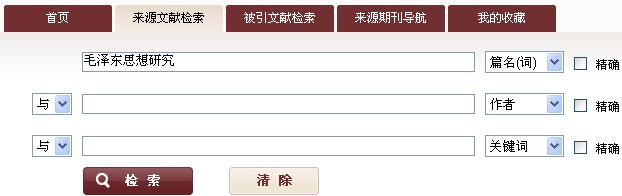 首页 来源文献检索 被引文献检索 来源期刊导航 我的收藏
毛泽东思想研究 篇名(词) 精确
与 作者 精确
与 关键词 精确
检 索 清 除